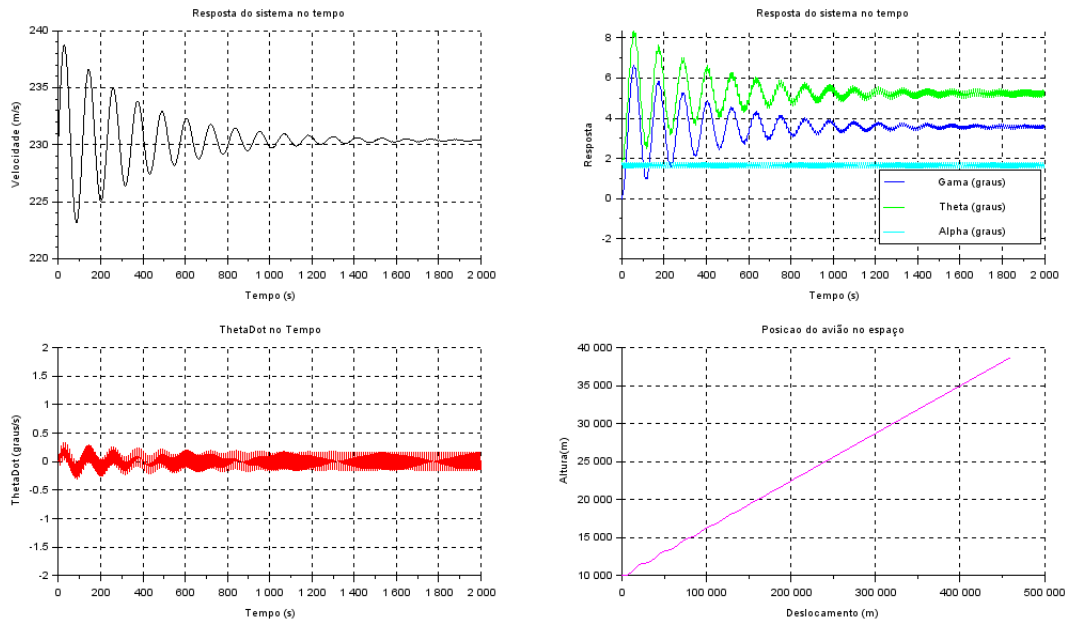 Resposta do sistema no tempo
240
235
230
225
220
Velocidade (m/s)
0 200 400 600 800 1 000 1 200 1 400 1 600 1 800 2 000
Tempo (s)
Resposta do sistema no tempo
8
6
4
2
0
-2
Resposta
Gama (graus)
Theta (graus)
Alpha (graus)
0 200 400 600 800 1 000 1 200 1 400 1 600 1 800 2 000
Tempo (s)
ThetaDot no Tempo
2
1.5
1
0.5
0
-0.5
-1
-1.5
-2
ThetaDot (graus/s)
0 200 400 600 800 1 000 1 200 1 400 1 600 1 800 2 000
Tempo (s)
Posicao do avião no espaço
40 000
35 000
30 000
25 000
20 000
15 000
10 000
Altura(m)
0 100 000 200 000 300 000 400 000 500 000
Deslocamento (m)